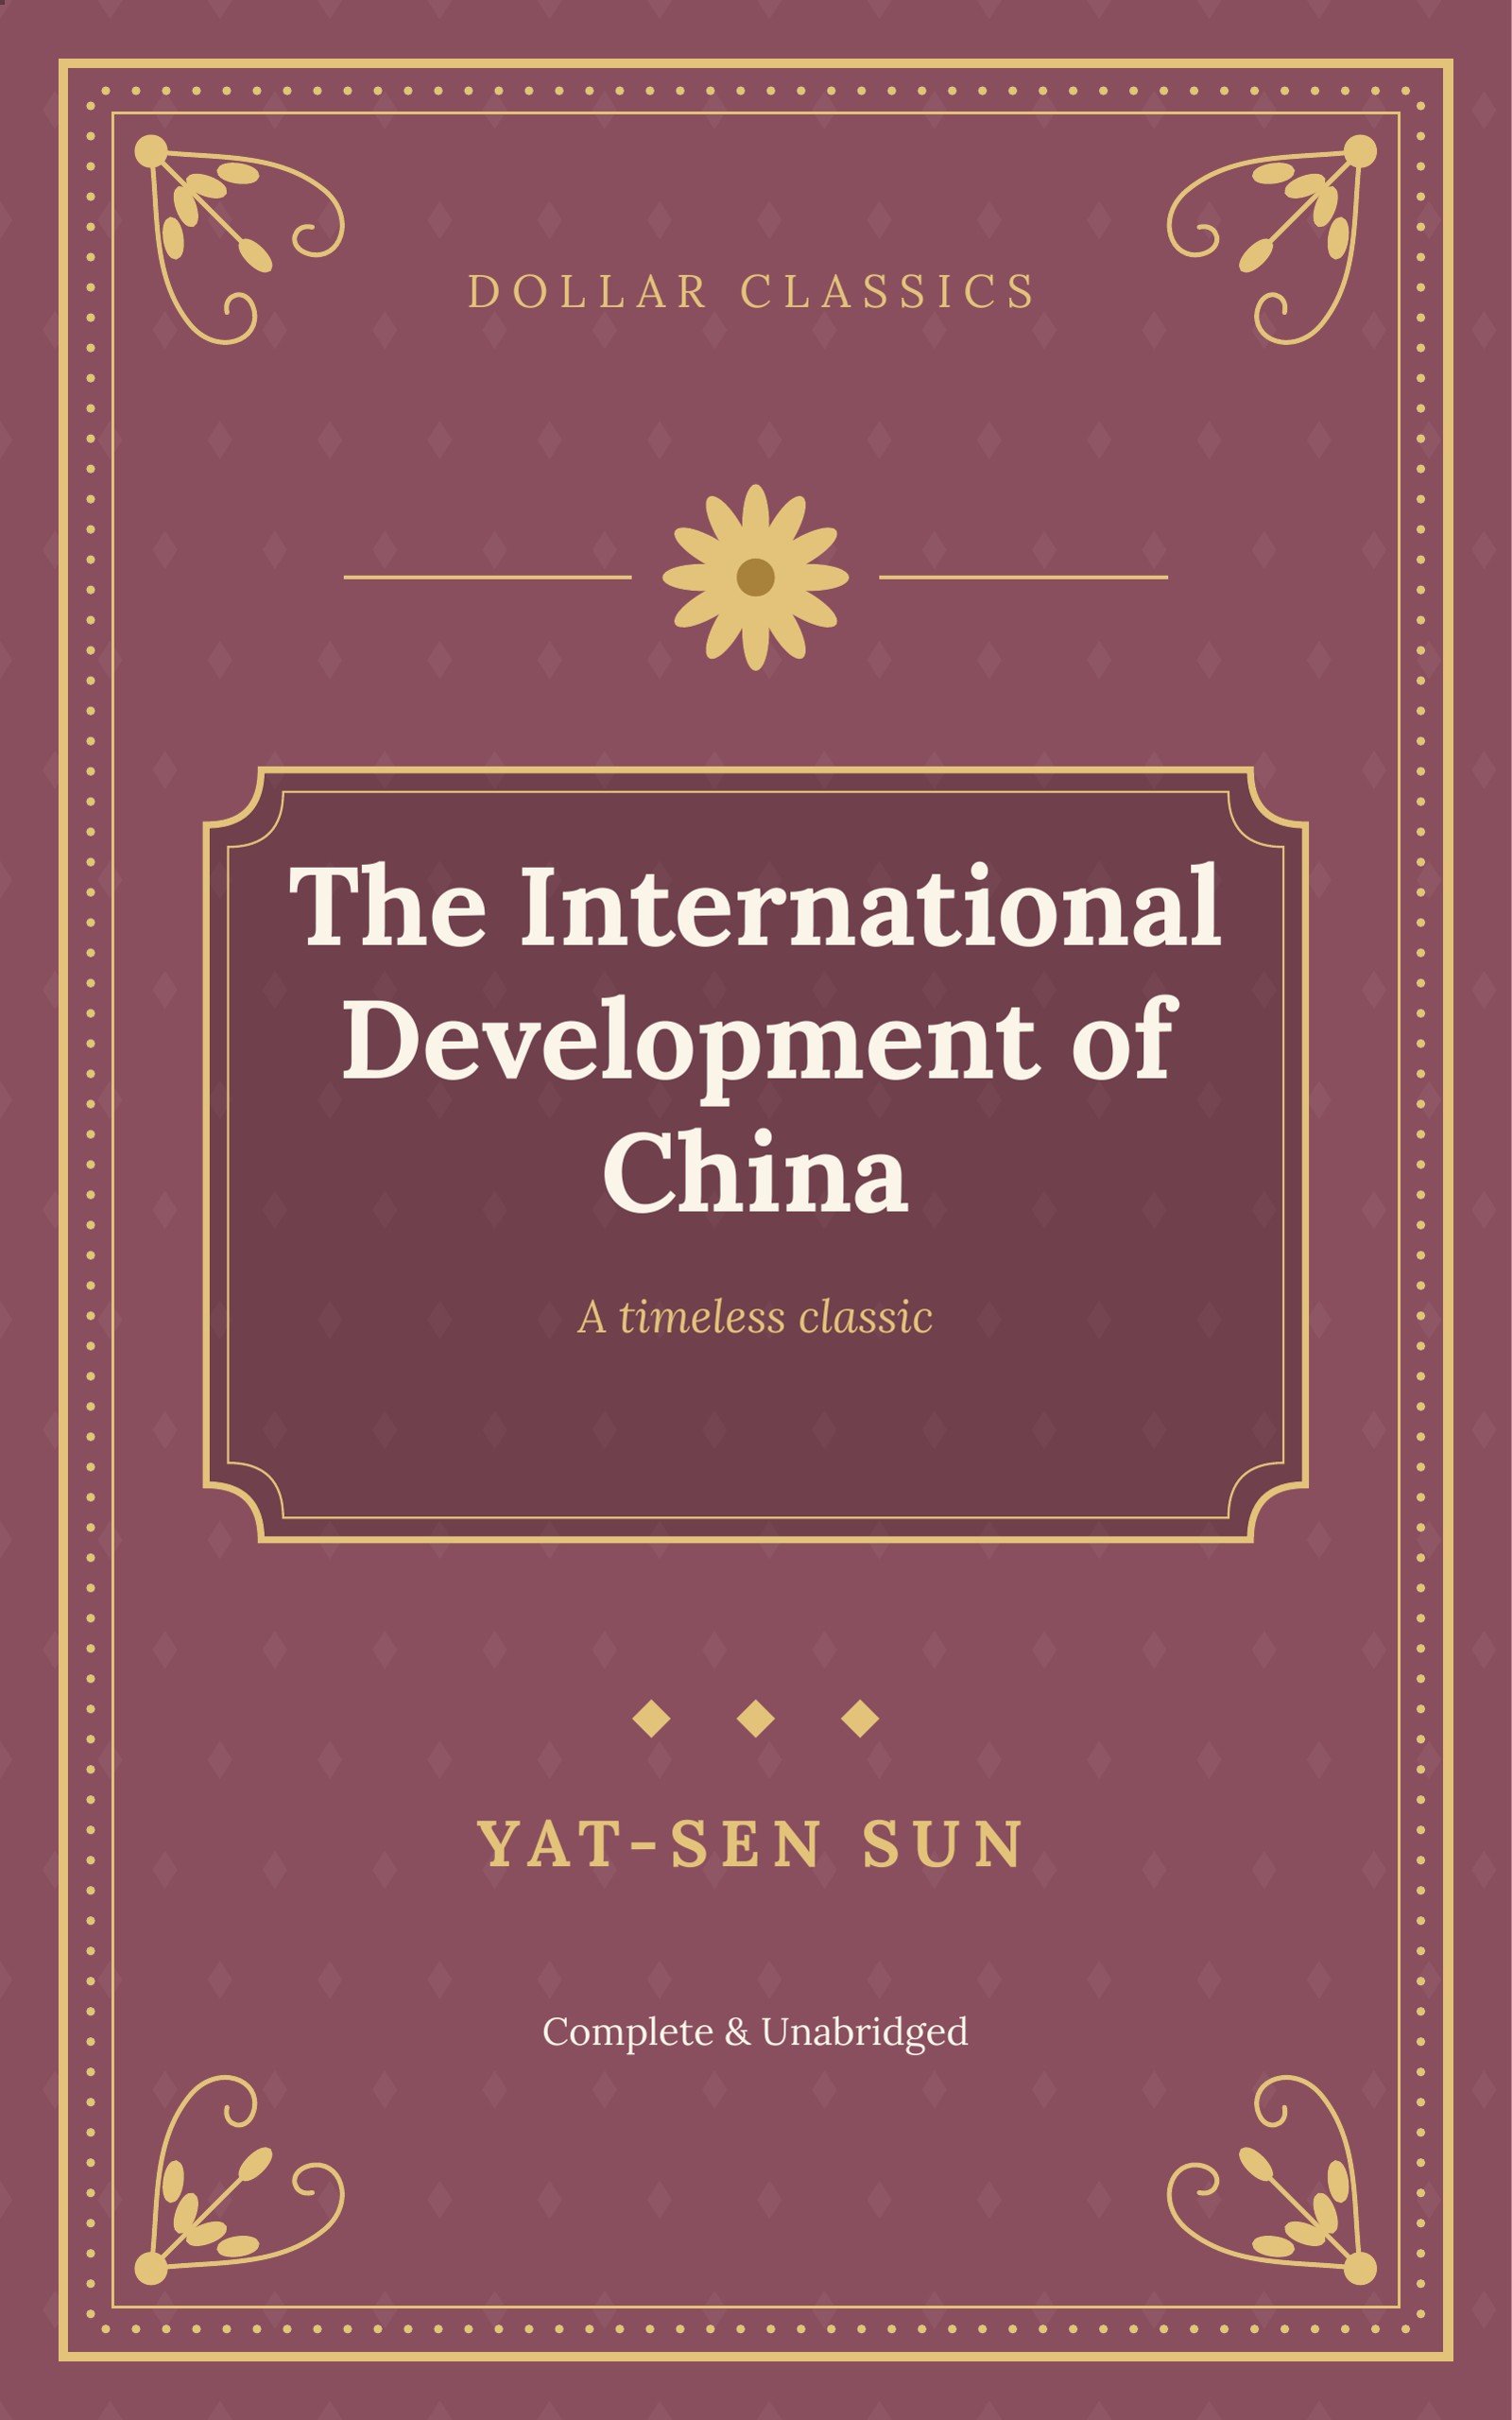 DOLLAR CLASSICS
The International
Development of
China
A timeless classic
YAT-SEN SUN
Complete & Unabridged